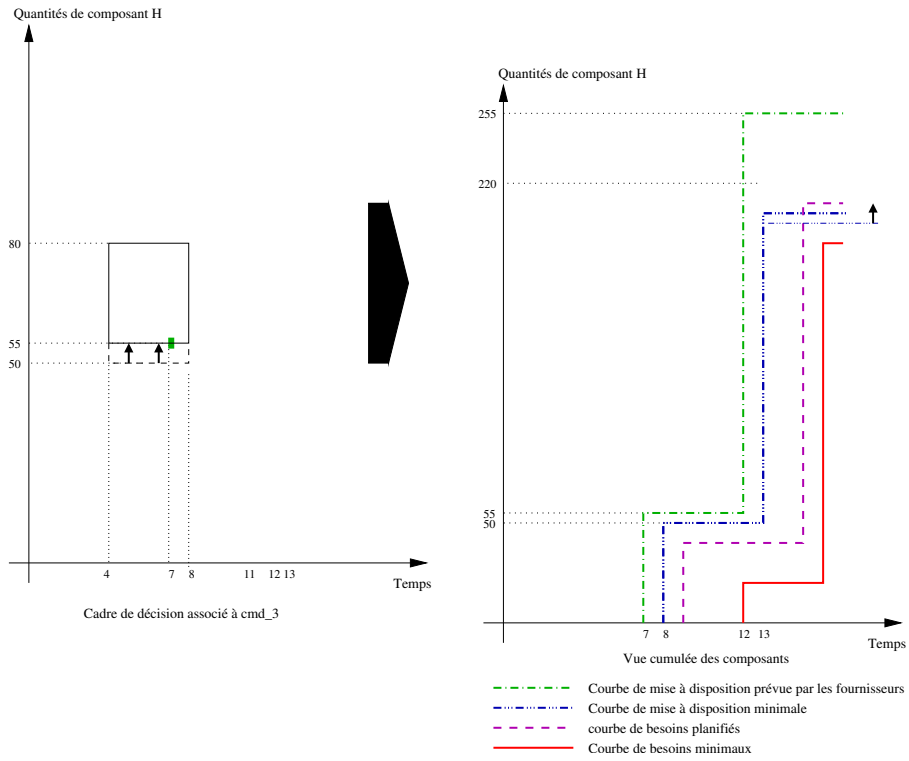 Quantités de composant H
80
55
50
4 7 8 11 12 13
Temps
Cadre de décision associé à cmd_3
Quantités de composant H
255
220
55
50
7 8 12 13
Temps
Vue cumulée des composants
Courbe de mise à disposition prévue par les fournisseurs
Courbe de mise à disposition minimale
courbe de besoins planifiés
Courbe de besoins minimaux